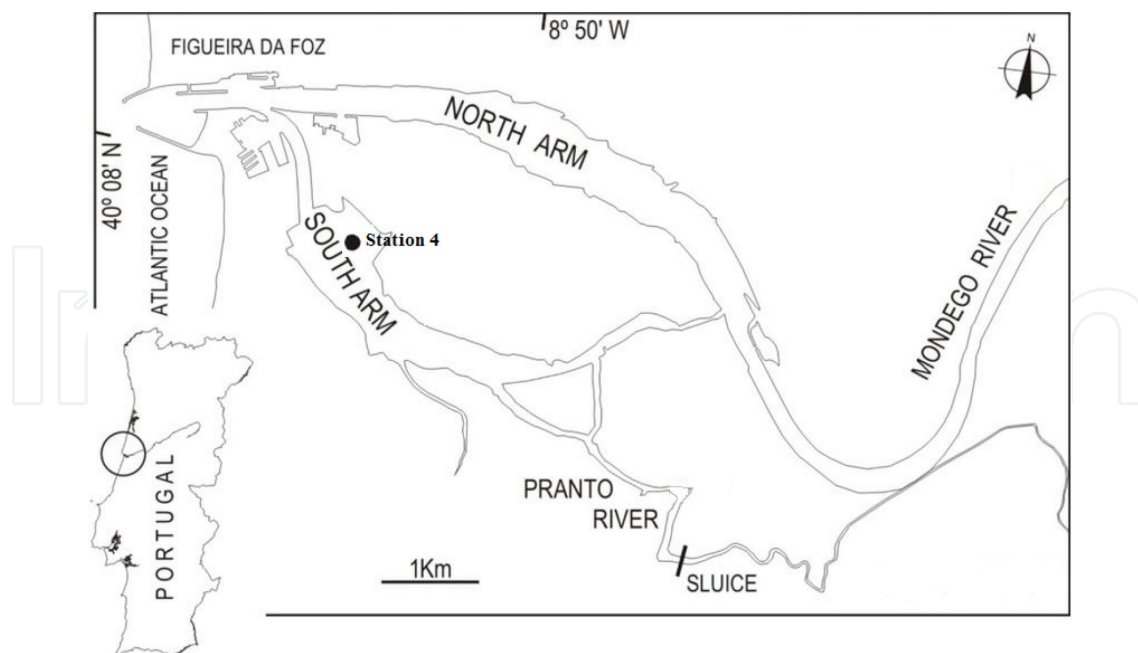 8º 50' W
FIGUEIRA DA FOZ
N
NORTH ARM
40º 08' N
ATLANTIC OCEAN
SOUTH ARM
Station 4
MONDEGO RIVER
PORTUGAL
PRANTO
RIVER
1Km
SLUICE